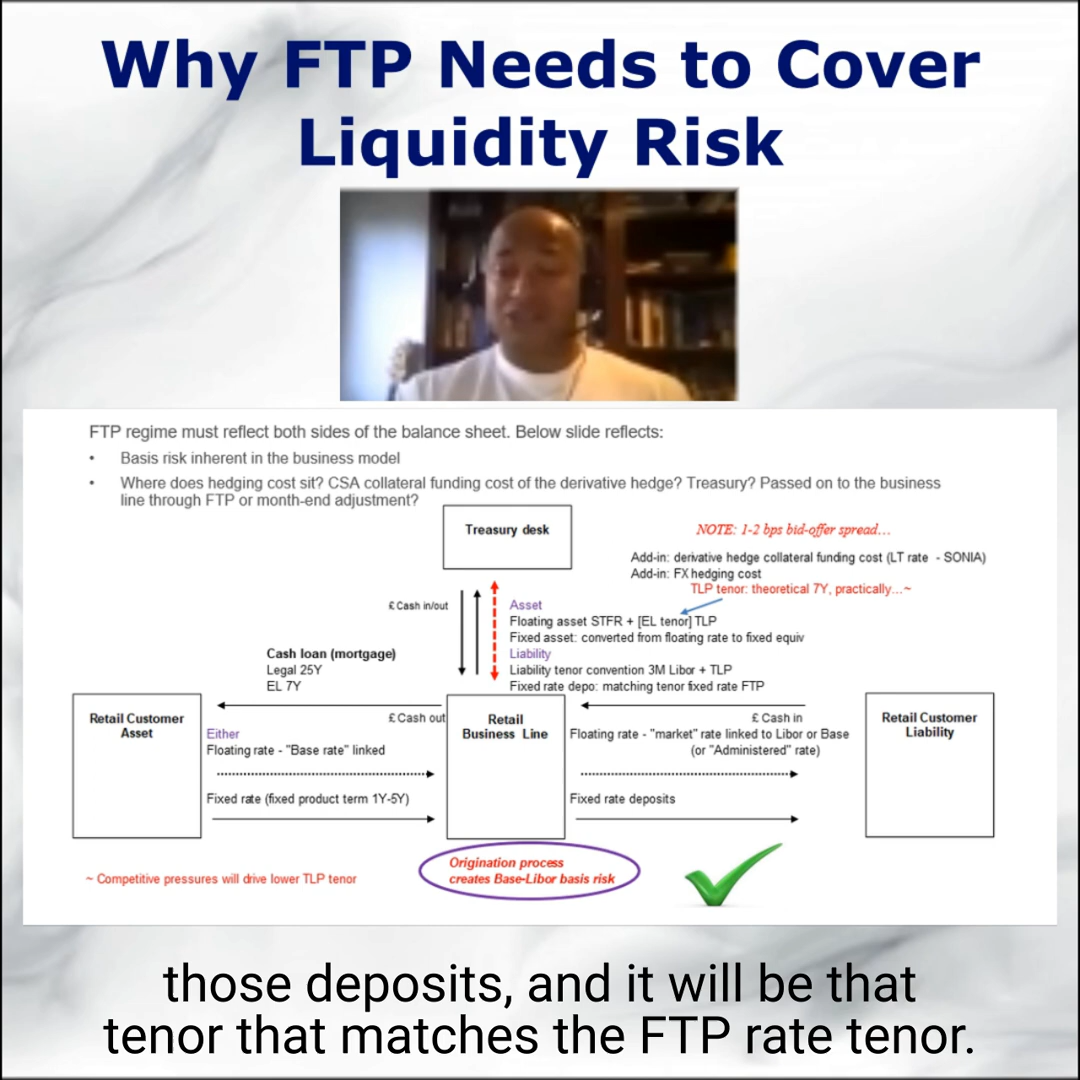 Why FTP Needs to Cover
Liquidity Risk
FTP regime must reflect both sides of the balance sheet. Below slide reflects:
• Basis risk inherent in the business model
• Where does hedging cost sit? CSA collateral funding cost of the derivative hedge? Treasury? Passed on to the business
line through FTP or month-end adjustment?
Treasury desk
NOTE: 1-2 bps bid-offer spread...
Add-in: derivative hedge collateral funding cost (LT rate - SONIA)
Add-in: FX hedging cost
TLP tenor: theoretical 7Y, practically...~
£ Cash in/out
Asset
Floating asset STFR + [EL tenor] TLP
Fixed asset: converted from floating rate to fixed equiv
Liability
Liability tenor convention 3M Libor + TLP
Fixed rate depo: matching tenor fixed rate FTP
Cash loan (mortgage)
Legal 25Y
EL 7Y
Retail Customer
Asset
£ Cash out
Either
Floating rate - "Base rate" linked
Fixed rate (fixed product term 1Y-5Y)
Retail
Business Line
£ Cash in
Floating rate - "market" rate linked to Libor or Base
(or "Administered" rate)
Fixed rate deposits
Retail Customer
Liability
Origination process
creates Base-Libor basis risk
~ Competitive pressures will drive lower TLP tenor
those deposits, and it will be that
tenor that matches the FTP rate tenor.